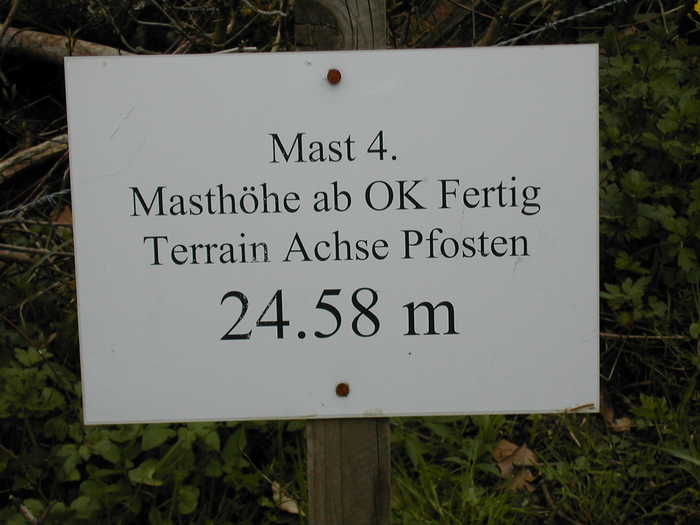 Mast 4.
Masthöhe ab OK Fertig
Terrain Achse Pfosten
24.58 m